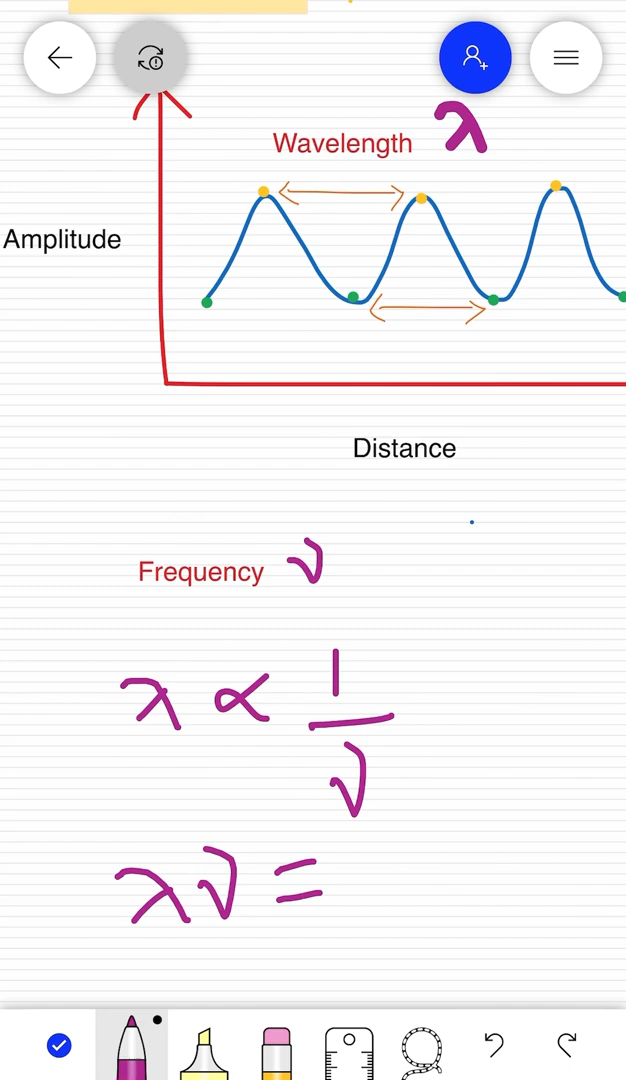 Wavelength λ
Amplitude
Distance
Frequency ν
λ ∝ 1/ν
λν =